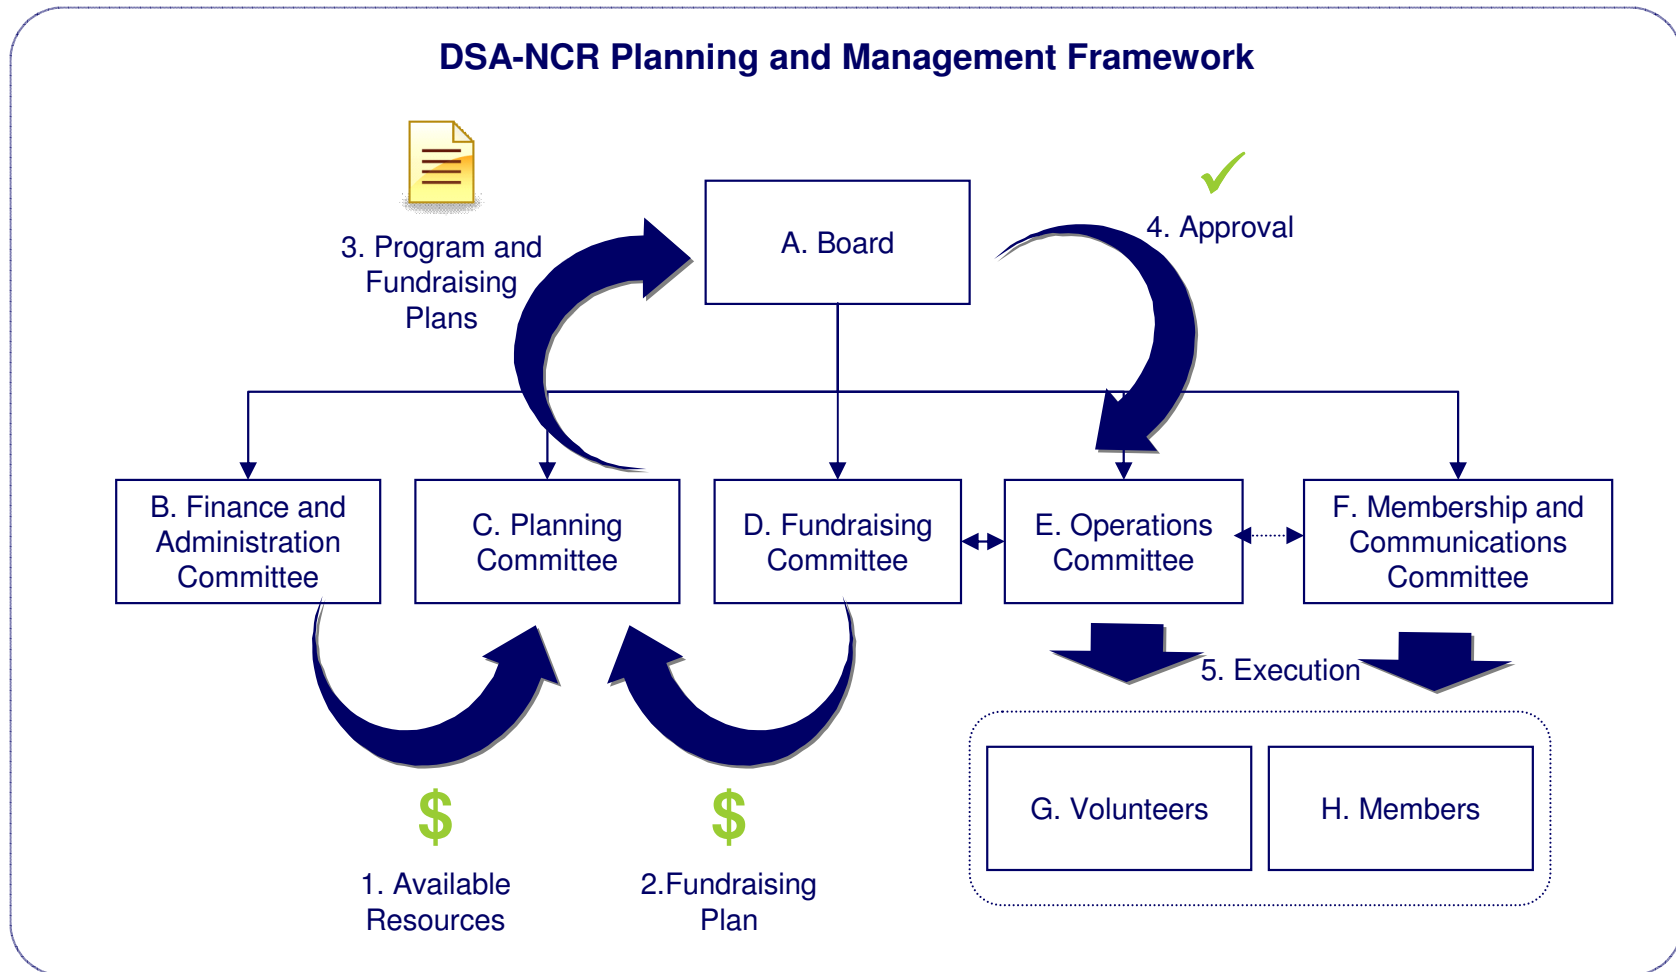 DSA-NCR Planning and Management Framework
3. Program and
Fundraising
Plans
A. Board
4. Approval
B. Finance and
Administration
Committee
C. Planning
Committee
D. Fundraising
Committee
E. Operations
Committee
F. Membership and
Communications
Committee
5. Execution
G. Volunteers
H. Members
$
$
1. Available
Resources
2.Fundraising
Plan